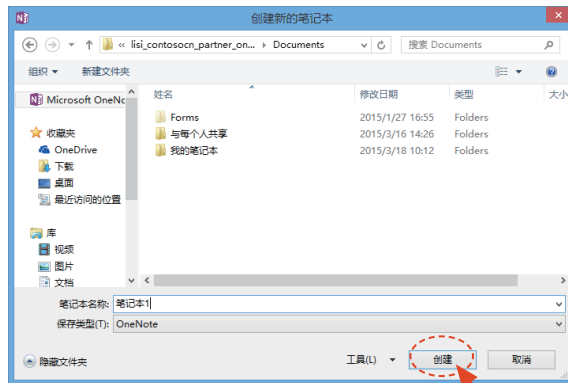 创建新的笔记本
« lisi_contosocn_partner_on... ▸ Documents
搜索 Documents
组织 新建文件夹
Microsoft OneNo
姓名 修改日期 类型 大小
Forms 2015/1/27 16:55 Folders
与每个人共享 2015/3/16 14:26 Folders
我的笔记本 2015/3/18 10:12 Folders
收藏夹
OneDrive
下载
桌面
最近访问的位置
库
视频
图片
文档
笔记本名称: 笔记本1
保存类型(T): OneNote
隐藏文件夹 工具(L) 创建 取消